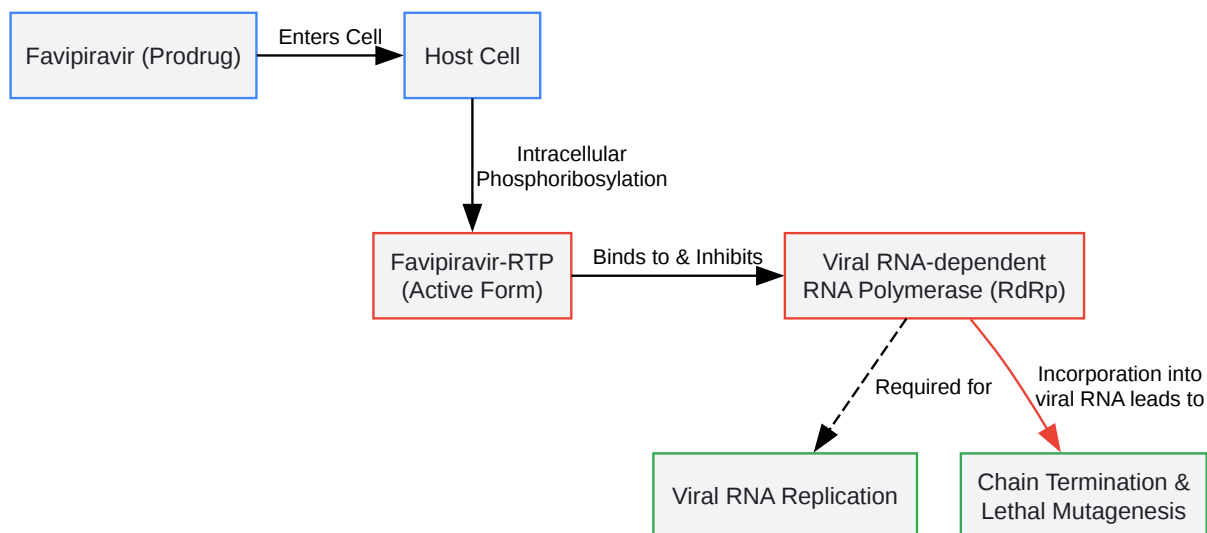 Favipiravir (Prodrug)
Enters Cell
Host Cell
Intracellular
Phosphoribosylation
Favipiravir-RTP
(Active Form)
Binds to & Inhibits
Viral RNA-dependent
RNA Polymerase (RdRp)
Required for
Incorporation into
viral RNA leads to
Viral RNA Replication
Chain Termination &
Lethal Mutagenesis